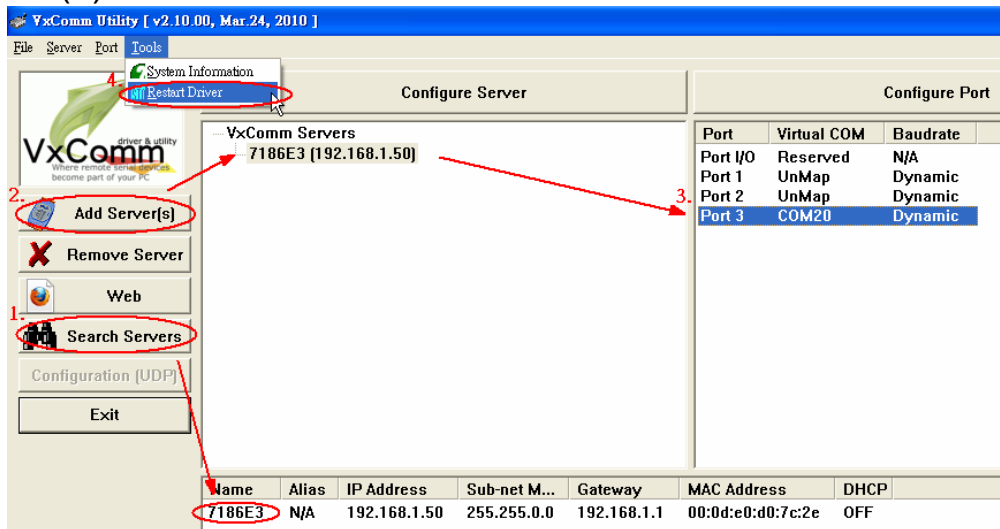 VxComm Utility [ v2.10.00, Mar.24, 2010 ]
File Server Port Tools
System Information
4.
Restart Driver
Configure Server
Configure Port
VxComm
driver & utility
Where remote serial devices
become part of your PC
VxComm Servers
7186E3 (192.168.1.50)
Port Virtual COM Baudrate
Port I/O Reserved N/A
Port 1 UnMap Dynamic
Port 2 UnMap Dynamic
3.
Port 3 COM20 Dynamic
2.
Add Server(s)
Remove Server
Web
1.
Search Servers
Configuration (UDP)
Exit
Name Alias IP Address Sub-net M... Gateway MAC Address DHCP
7186E3 N/A 192.168.1.50 255.255.0.0 192.168.1.1 00:0d:e0:d0:7c:2e OFF